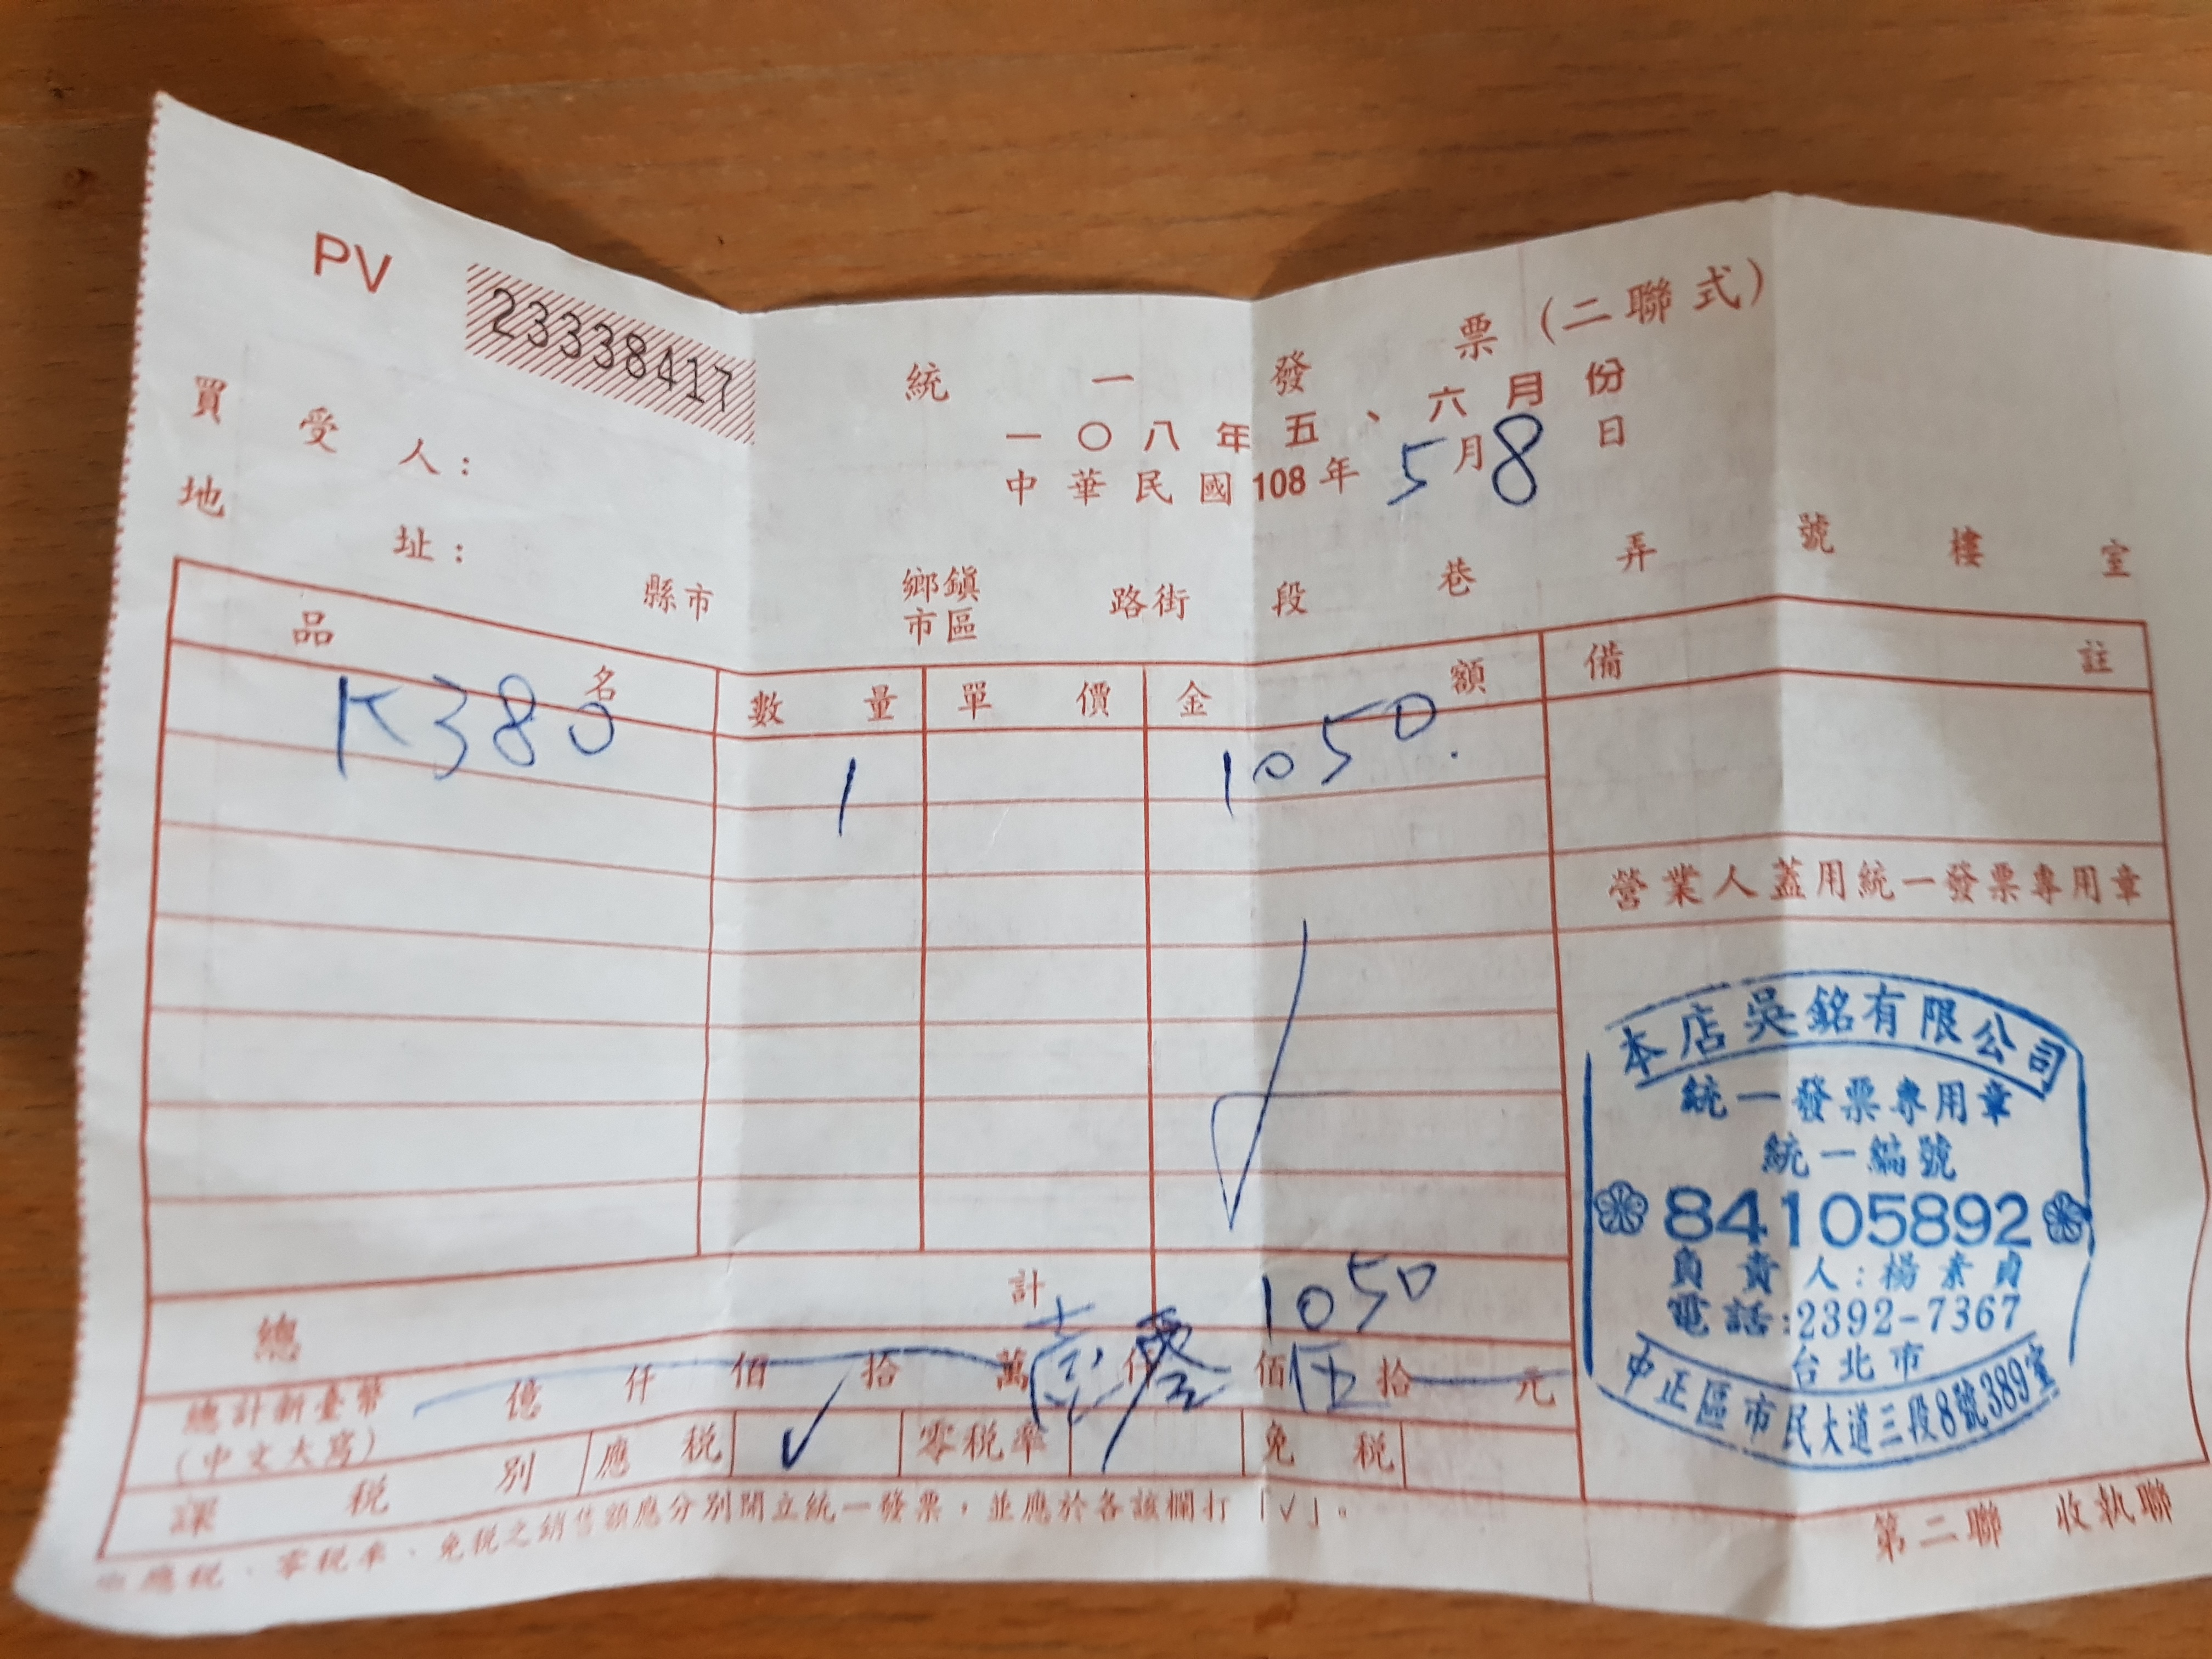 PV 23338417
統一發票(二聯式)
一○八年五、六月份
中華民國108年5月8日
買受人：
地址： 縣市 鄉鎮市區 路街 段 巷 弄 號 樓 室
品名 數量 單價 金額 備註
K380 1 1050
營業人蓋用統一發票專用章
總計 1050
總計新臺幣 億 仟 佰 拾 萬 仟 零 佰 伍 拾 元
(中文大寫)
課稅別 應稅 ✓ 零稅率 免稅
應稅、零稅率、免稅之銷售額應分別開立統一發票，並應於各該欄打「✓」。
第二聯 收執聯
本店吳銘有限公司
統一發票專用章
統一編號
84105892
負責人:楊
電話:2392-7367
台北市
中正區市民大道三段8號389室